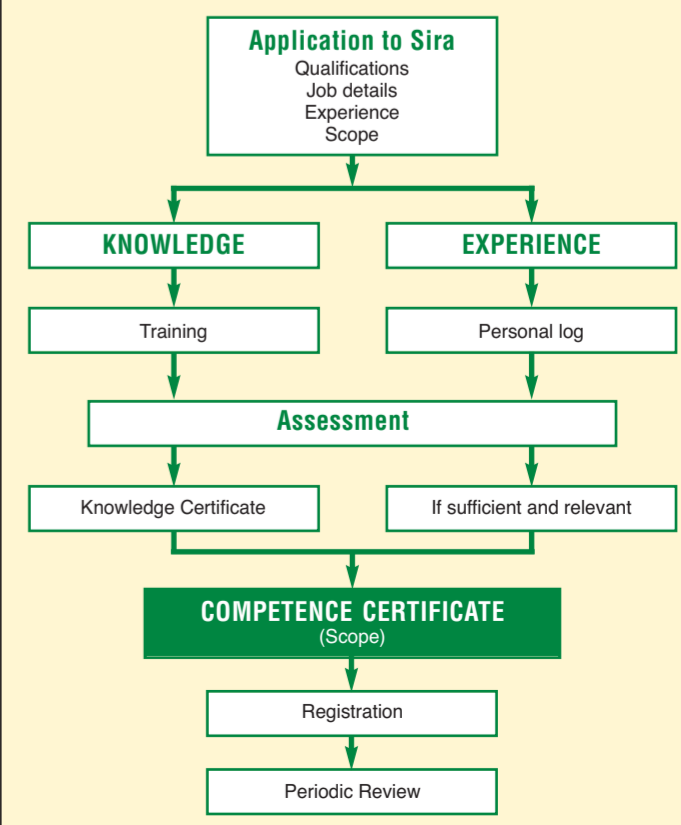 Application to Sira
Qualifications
Job details
Experience
Scope
KNOWLEDGE
EXPERIENCE
Training
Personal log
Assessment
Knowledge Certificate
If sufficient and relevant
COMPETENCE CERTIFICATE
(Scope)
Registration
Periodic Review